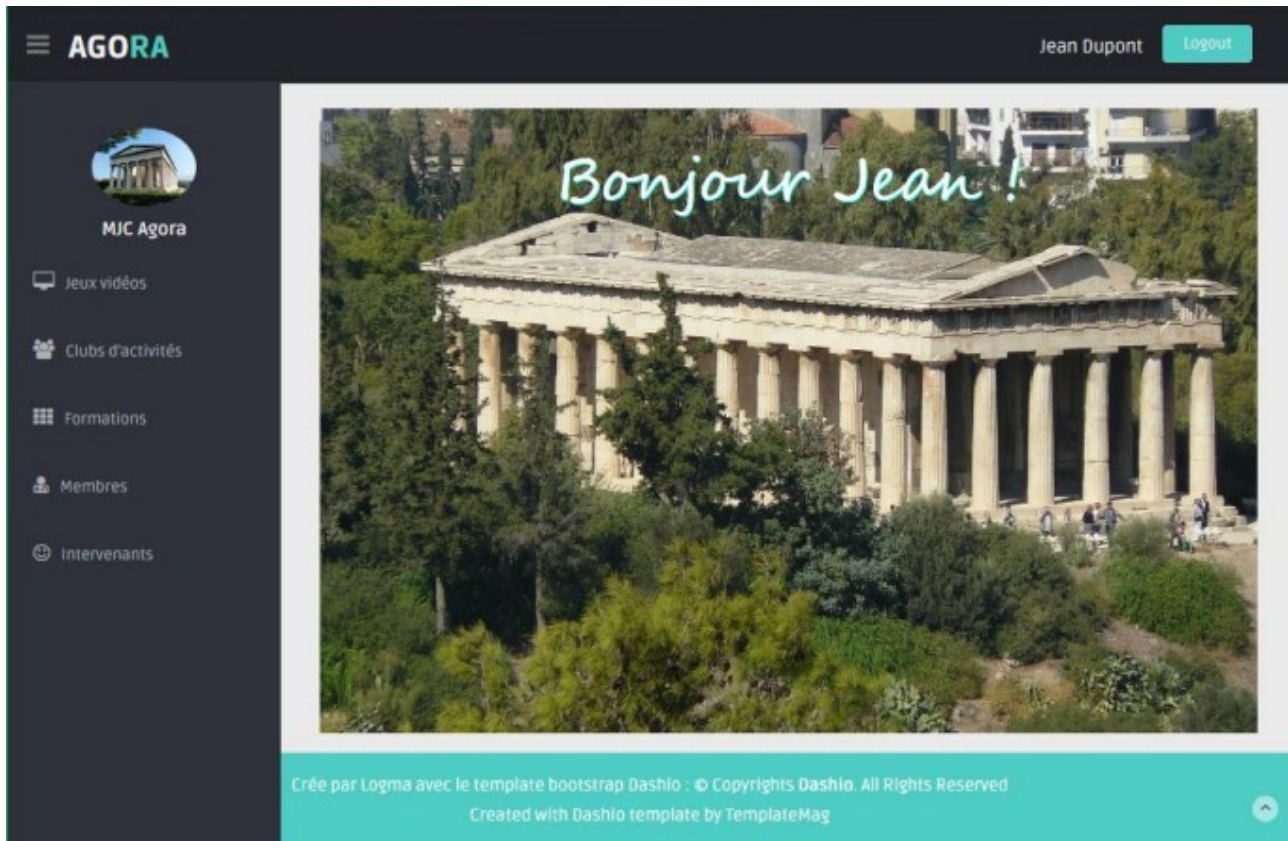 AGORA
Jean Dupont
Logout
MJC Agora
Jeux vidéos
Clubs d'activités
Formations
Membres
Intervenants
Bonjour Jean !
Crée par Logma avec le template bootstrap Dashio : © Copyrights Dashio. All Rights Reserved
Created with Dashio template by TemplateMag